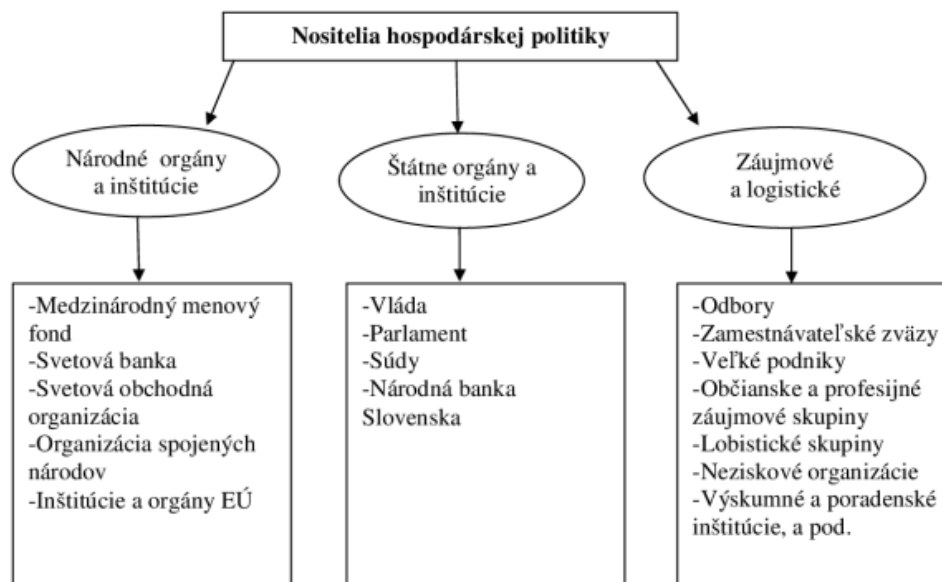 Nositelia hospodárskej politiky
Národné orgány
a inštitúcie
Štátne orgány a
inštitúcie
Záujmové
a logistické
-Medzinárodný menový
fond
-Svetová banka
-Svetová obchodná
organizácia
-Organizácia spojených
národov
-Inštitúcie a orgány EÚ
-Vláda
-Parlament
-Súdy
-Národná banka
Slovenska
-Odbory
-Zamestnávateľské zväzy
-Veľké podniky
-Občianske a profesijné
záujmové skupiny
-Lobistické skupiny
-Neziskové organizácie
-Výskumné a poradenské
inštitúcie, a pod.